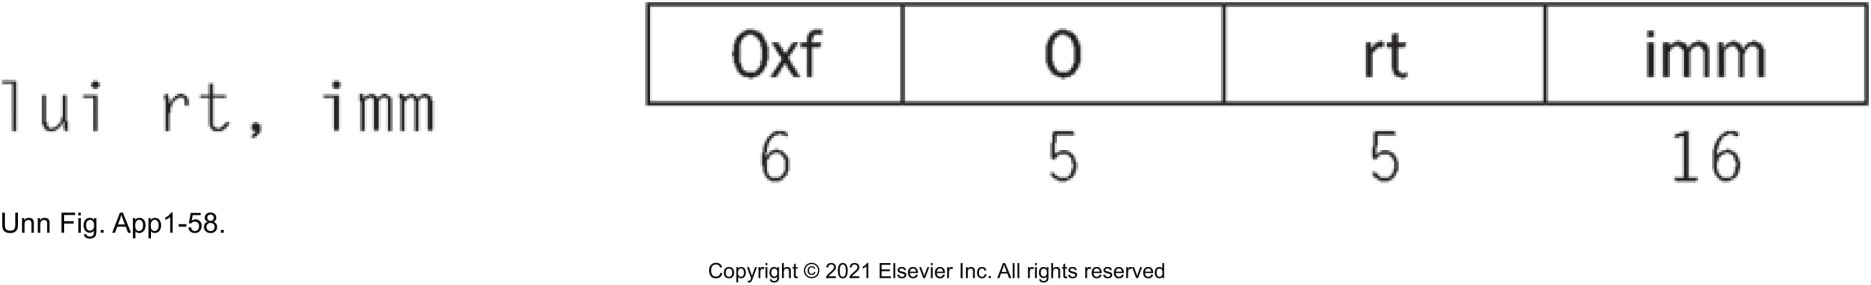 0xf 0 rt imm
lui rt, imm
6 5 5 16
Unn Fig. App1-58.
Copyright © 2021 Elsevier Inc. All rights reserved